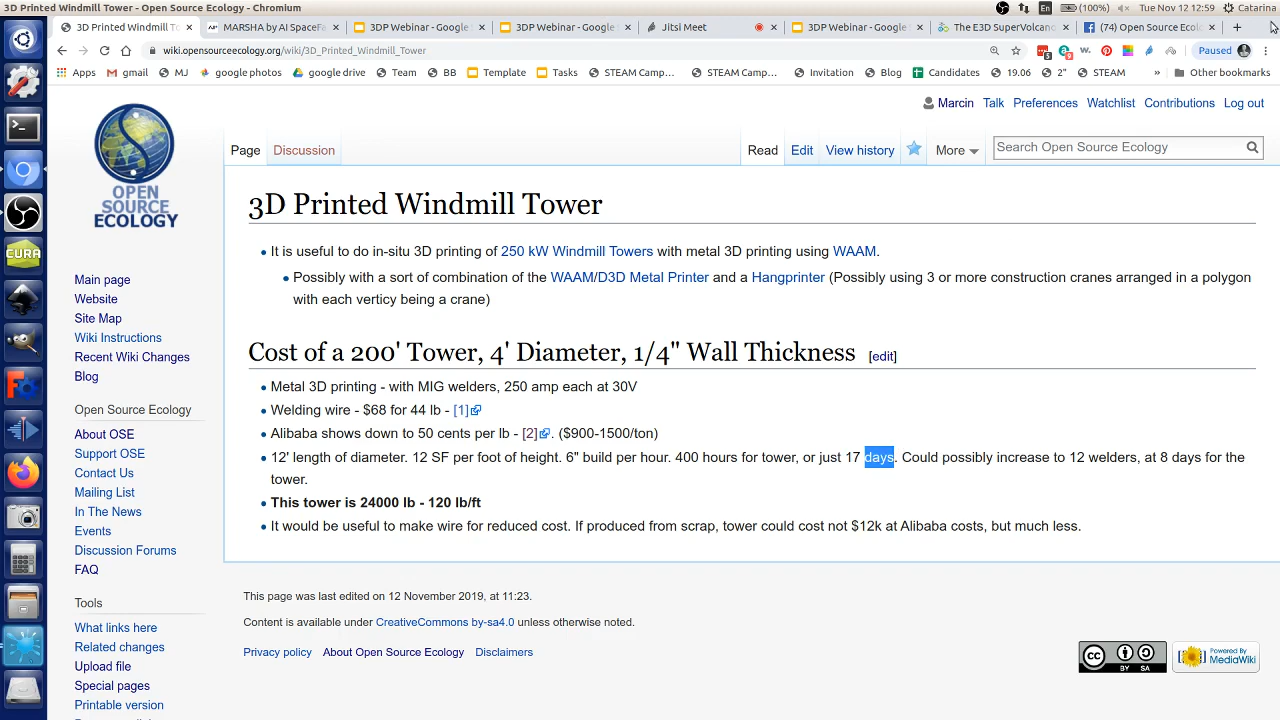 3D Printed Windmill Tower - Open Source Ecology - Chromium
En (100%) Tue Nov 12 12:59 Catarina
3D Printed Windmill T
MARSHA by AI SpaceFa
3DP Webinar - Google
3DP Webinar - Google
Jitsi Meet
3DP Webinar - Google
The E3D SuperVolcano
(74) Open Source Ecol
wiki.opensourceecology.org/wiki/3D_Printed_Windmill_Tower
Paused
Apps gmail MJ google photos google drive Team BB Template Tasks STEAM Camp... STEAM Camp... Invitation Blog Candidates 19.06 2" STEAM » Other bookmarks
Marcin Talk Preferences Watchlist Contributions Log out
Page Discussion Read Edit View history More Search Open Source Ecology
OPEN
SOURCE
ECOLOGY
Main page
Website
Site Map
Wiki Instructions
Recent Wiki Changes
Blog
Open Source Ecology
About OSE
Support OSE
Contact Us
Mailing List
In The News
Events
Discussion Forums
FAQ
Tools
What links here
Related changes
Upload file
Special pages
Printable version
CURA
3D Printed Windmill Tower
It is useful to do in-situ 3D printing of 250 kW Windmill Towers with metal 3D printing using WAAM.
Possibly with a sort of combination of the WAAM/D3D Metal Printer and a Hangprinter (Possibly using 3 or more construction cranes arranged in a polygon
with each verticy being a crane)
Cost of a 200' Tower, 4' Diameter, 1/4" Wall Thickness [edit]
Metal 3D printing - with MIG welders, 250 amp each at 30V
Welding wire - $68 for 44 lb - [1]
Alibaba shows down to 50 cents per lb - [2]. ($900-1500/ton)
12' length of diameter. 12 SF per foot of height. 6" build per hour. 400 hours for tower, or just 17 days. Could possibly increase to 12 welders, at 8 days for the
tower.
This tower is 24000 lb - 120 lb/ft
It would be useful to make wire for reduced cost. If produced from scrap, tower could cost not $12k at Alibaba costs, but much less.
This page was last edited on 12 November 2019, at 11:23.
Content is available under CreativeCommons by-sa4.0 unless otherwise noted.
Privacy policy About Open Source Ecology Disclaimers
cc BY SA
Powered By
MediaWiki